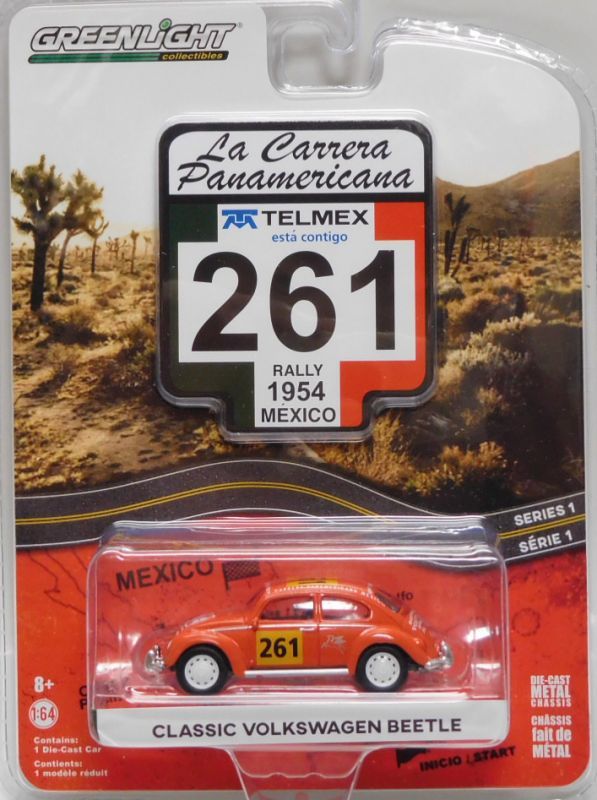 GREENLIGHT
collectibles
La Carrera
Panamericana
TELMEX
está contigo
261
RALLY
1954
MÉXICO
SERIES 1
SÉRIE 1
MEXICO
261
8+
1:64
Contains:
1 Die-Cast Car
Contient:
1 modèle réduit
CLASSIC VOLKSWAGEN BEETLE
DIE-CAST
METAL
CHASSIS
CHÂSSIS
fait de
MÉTAL
INICIO START